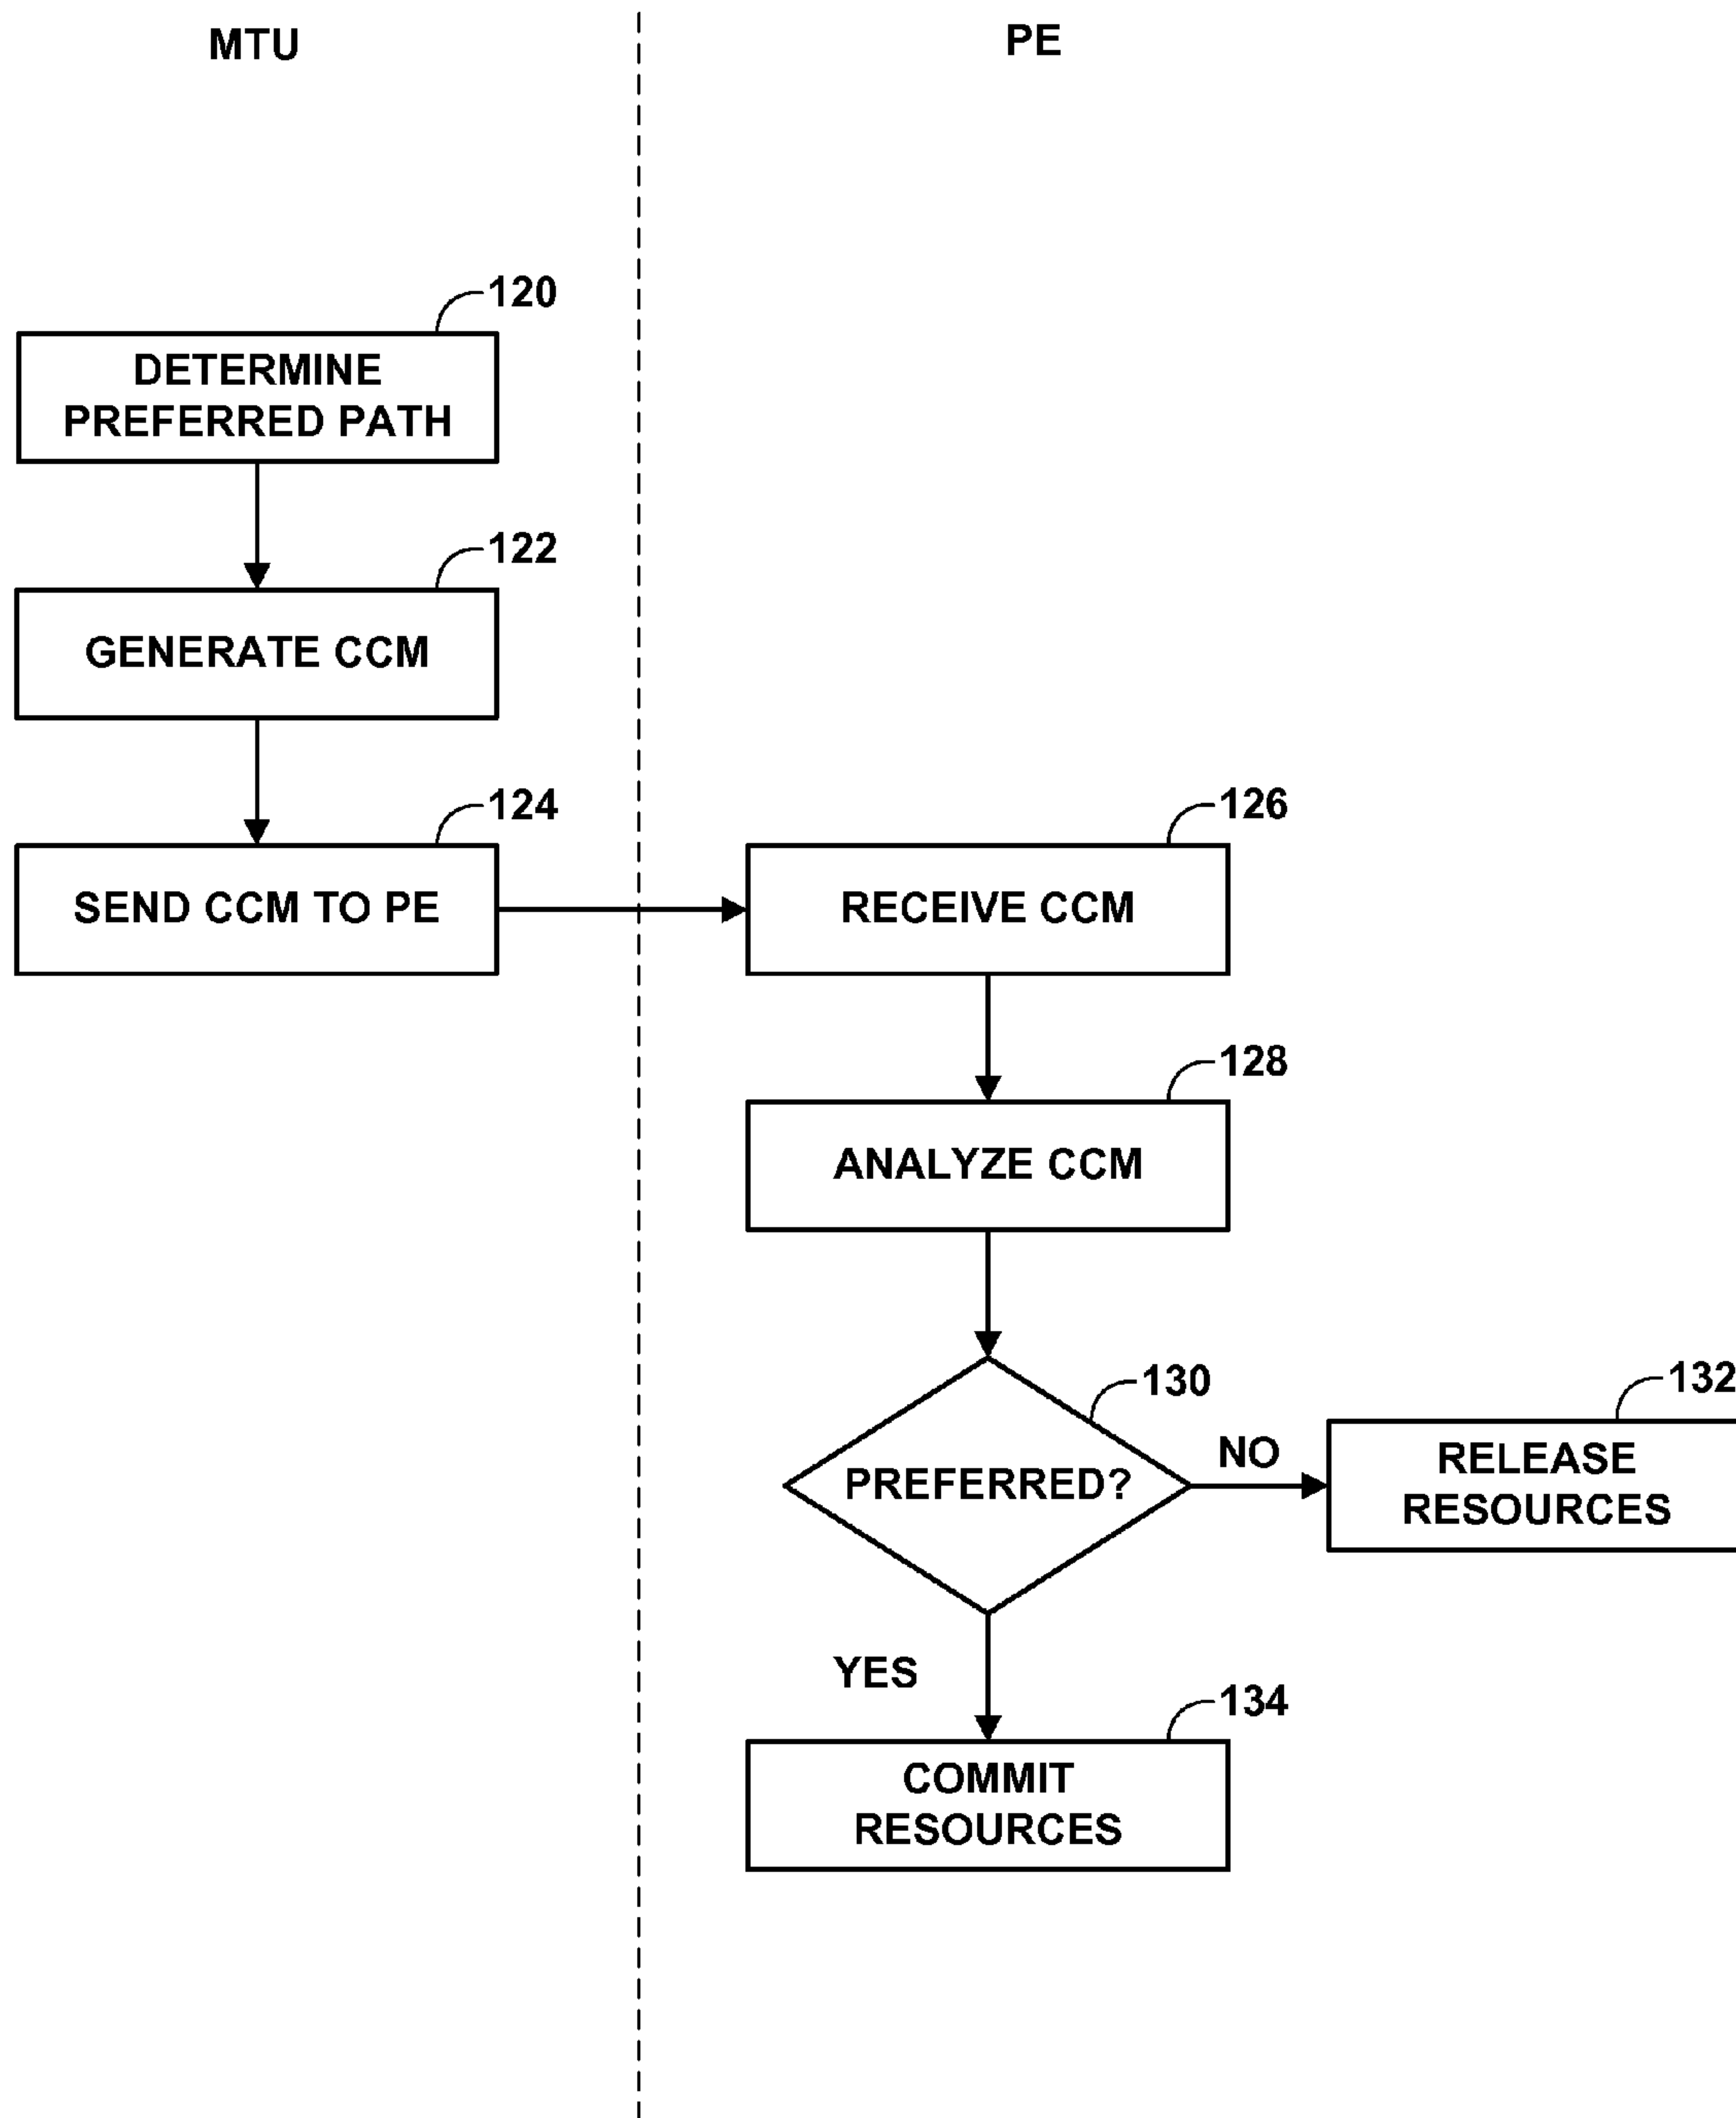 MTU
PE
120
DETERMINE
PREFERRED PATH
122
GENERATE CCM
124
SEND CCM TO PE
126
RECEIVE CCM
128
ANALYZE CCM
130
PREFERRED?
NO
132
RELEASE
RESOURCES
YES
134
COMMIT
RESOURCES